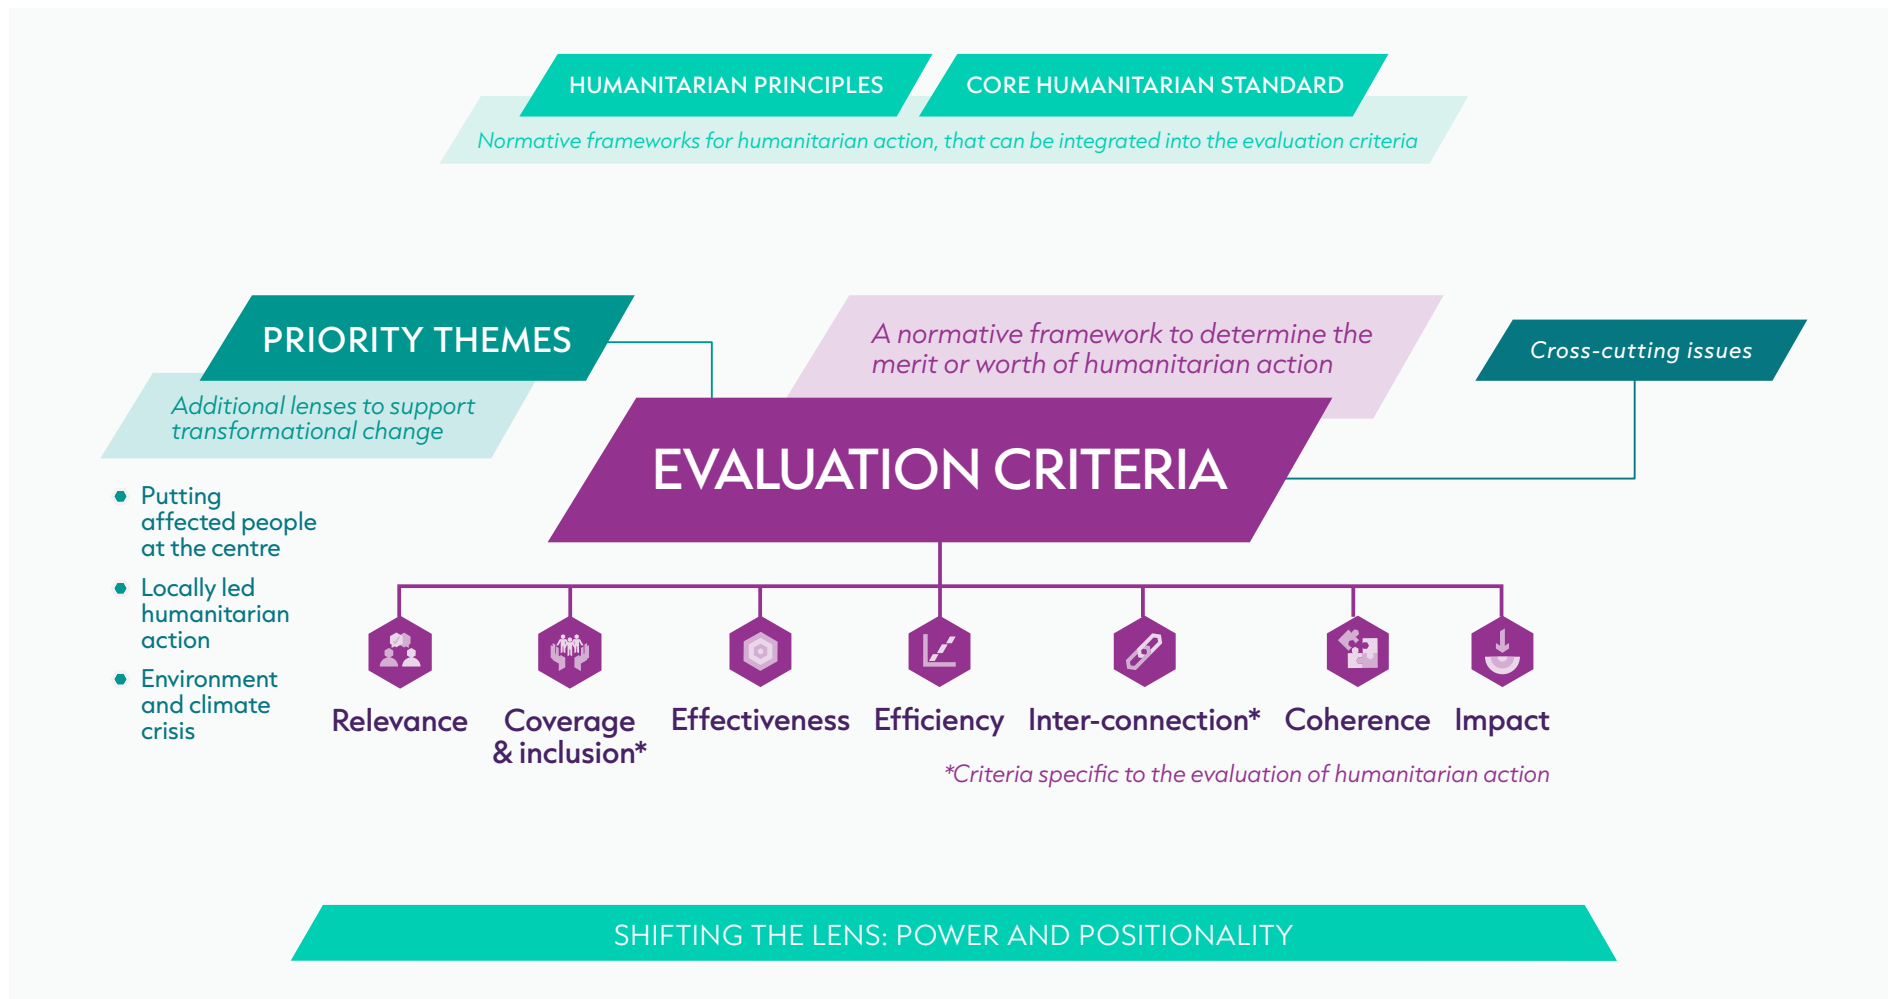 HUMANITARIAN PRINCIPLES
CORE HUMANITARIAN STANDARD
Normative frameworks for humanitarian action, that can be integrated into the evaluation criteria
PRIORITY THEMES
Additional lenses to support
transformational change
Putting
affected people
at the centre
Locally led
humanitarian
action
Environment
and climate
crisis
A normative framework to determine the
merit or worth of humanitarian action
EVALUATION CRITERIA
Cross-cutting issues
Relevance
Coverage
& inclusion*
Effectiveness
Efficiency
Inter-connection*
Coherence
Impact
*Criteria specific to the evaluation of humanitarian action
SHIFTING THE LENS: POWER AND POSITIONALITY